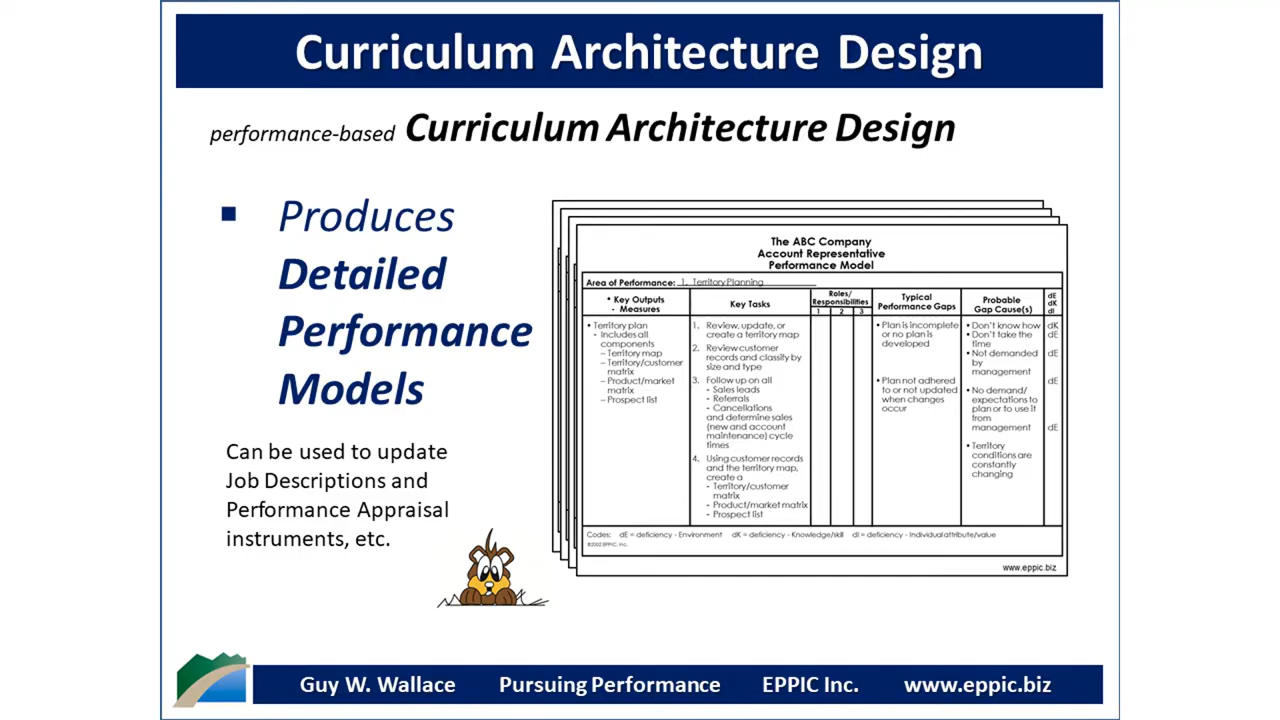 Curriculum Architecture Design
performance-based Curriculum Architecture Design
▪ Produces
Detailed
Performance
Models
Can be used to update
Job Descriptions and
Performance Appraisal
instruments, etc.
The ABC Company
Account Representative
Performance Model
Area of Performance: 1. Territory Planning
• Key Outputs
- Measures
Key Tasks
Roles/
Responsibilities
1 2 3
Typical
Performance Gaps
Probable
Gap Cause(s)
dE
dK
dI
• Territory plan
- Includes all
components
– Territory map
– Territory/customer
matrix
– Product/market
matrix
– Prospect list
1. Review, update, or
create a territory map
2. Review customer
records and classify by
size and type
3. Follow up on all
- Sales leads
- Referrals
- Cancellations
and determine sales
(new and account
maintenance) cycle
times
4. Using customer records
and the territory map,
create a
- Territory/customer
matrix
- Product/market matrix
- Prospect list
• Plan is incomplete
or no plan is
developed
• Plan not adhered
to or not updated
when changes
occur
• Don't know how
• Don't take the
time
• Not demanded
by
management
• No demand/
expectations to
plan or to use it
from
management
• Territory
conditions are
constantly
changing
dK
dE
dE
dE
dE
Codes: dE = deficiency - Environment dK = deficiency - Knowledge/skill dI = deficiency - Individual attribute/value
©2002 EPPIC, Inc.
www.eppic.biz
Guy W. Wallace Pursuing Performance EPPIC Inc. www.eppic.biz